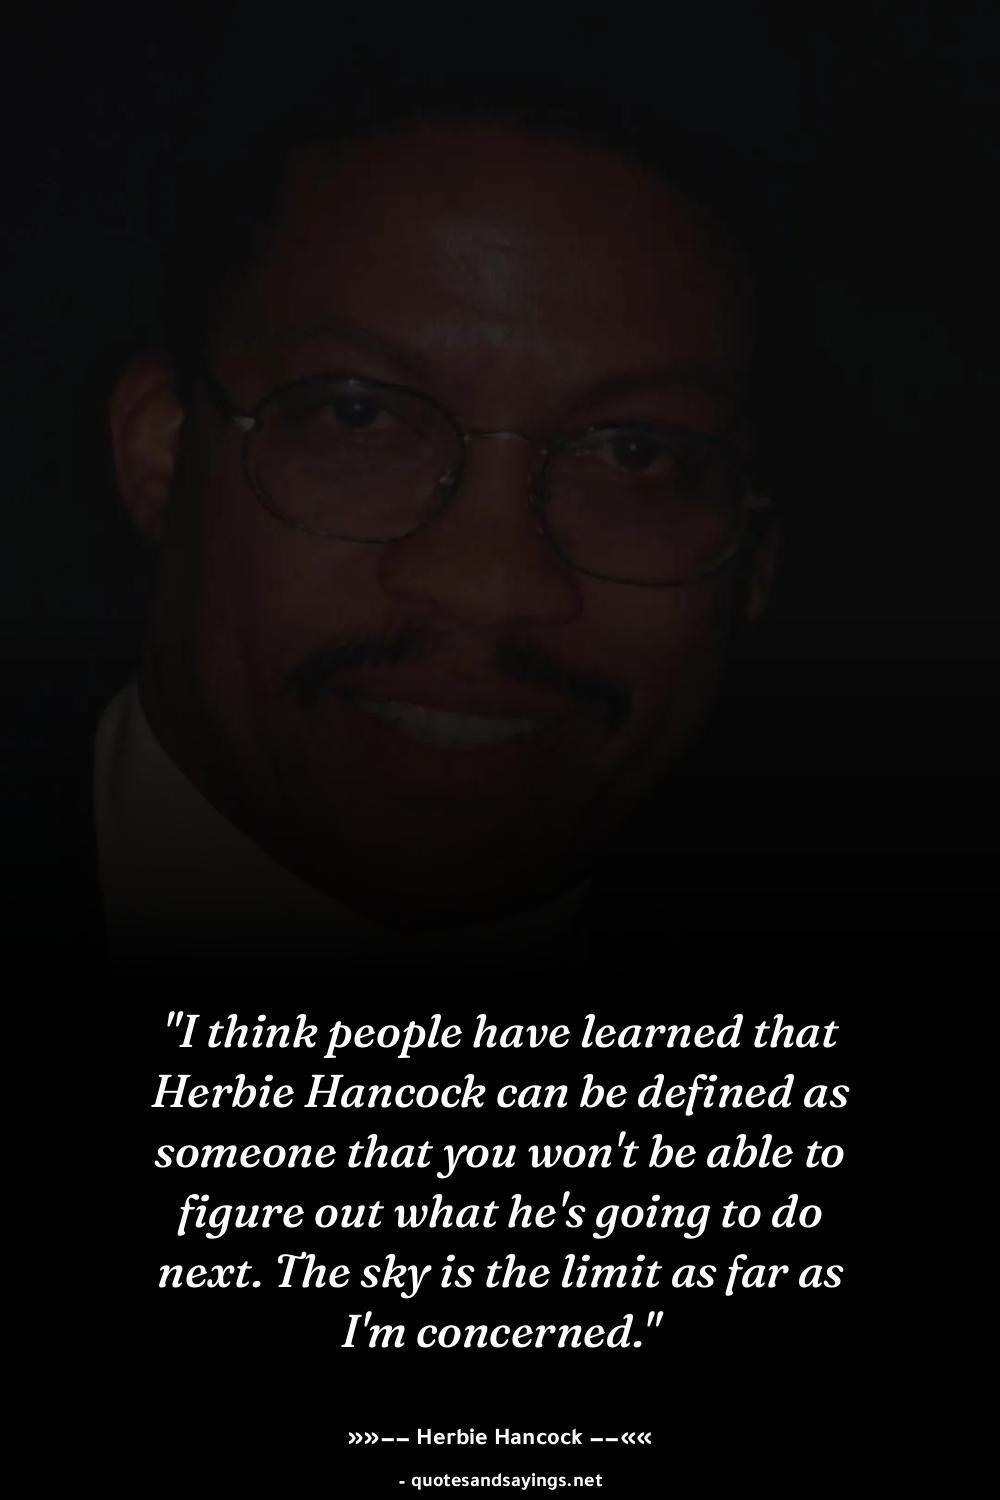 "I think people have learned that
Herbie Hancock can be defined as
someone that you won't be able to
figure out what he's going to do
next. The sky is the limit as far as
I'm concerned."
»»–– Herbie Hancock ––««
- quotesandsayings.net